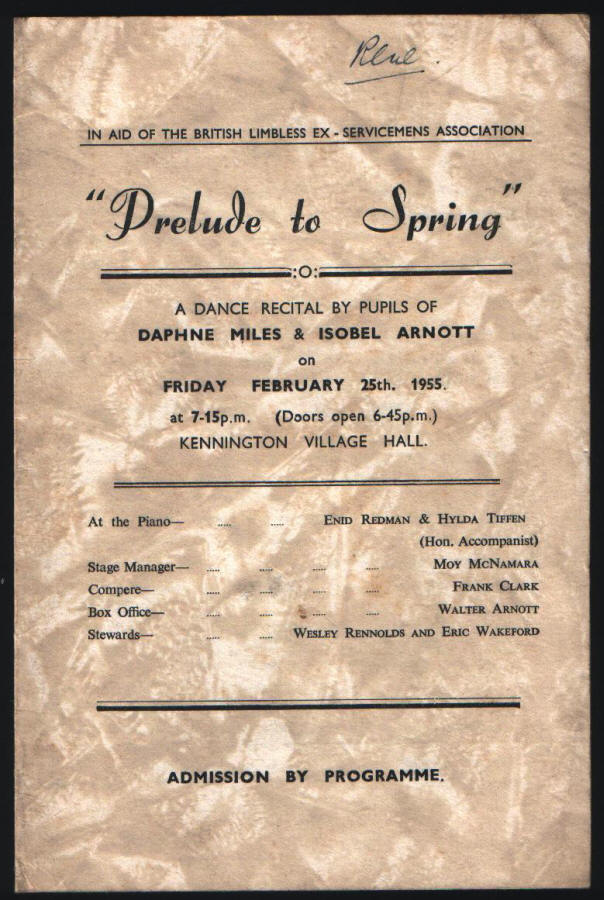 Rene.
IN AID OF THE BRITISH LIMBLESS EX - SERVICEMENS ASSOCIATION
"Prelude to Spring"
:O:
A DANCE RECITAL BY PUPILS OF
DAPHNE MILES & ISOBEL ARNOTT
on
FRIDAY FEBRUARY 25th. 1955.
at 7-15p.m. (Doors open 6-45p.m.)
KENNINGTON VILLAGE HALL.
At the Piano— .... .... ENID REDMAN & HYLDA TIFFEN
(Hon. Accompanist)
Stage Manager— .... .... .... .... MOY MCNAMARA
Compere— .... .... .... .... FRANK CLARK
Box Office— .... .... .... .... WALTER ARNOTT
Stewards— .... .... WESLEY RENNOLDS AND ERIC WAKEFORD
ADMISSION BY PROGRAMME.